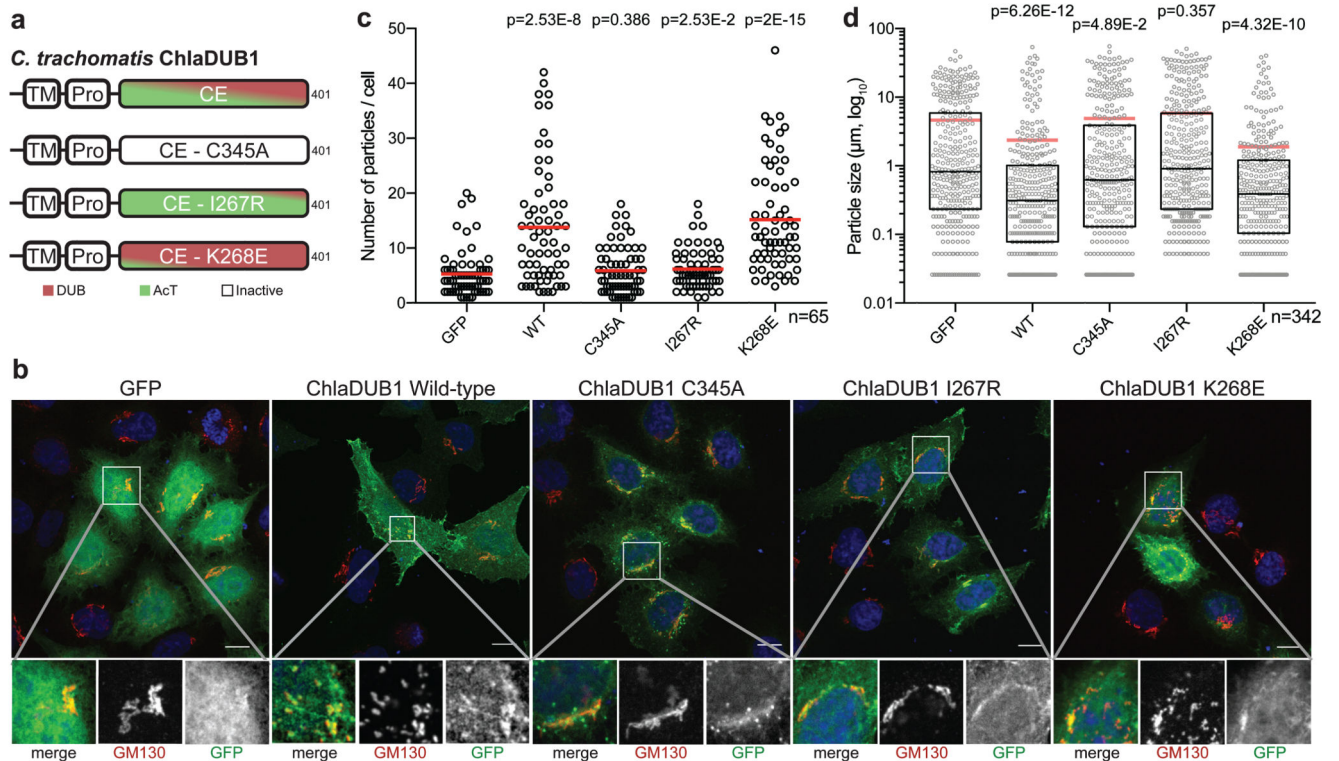 a
C. trachomatis ChlaDUB1
TM Pro CE 401
TM Pro CE - C345A 401
TM Pro CE - I267R 401
TM Pro CE - K268E 401
DUB AcT Inactive
c
p=2.53E-8 p=0.386 p=2.53E-2 p=2E-15
Number of particles / cell
50
40
30
20
10
0
GFP WT C345A I267R K268E n=65
d
p=6.26E-12 p=4.89E-2 p=0.357 p=4.32E-10
Particle size (µm, log10)
100
10
1
0.1
0.01
GFP WT C345A I267R K268E n=342
b
GFP ChlaDUB1 Wild-type ChlaDUB1 C345A ChlaDUB1 I267R ChlaDUB1 K268E
merge GM130 GFP merge GM130 GFP merge GM130 GFP merge GM130 GFP merge GM130 GFP